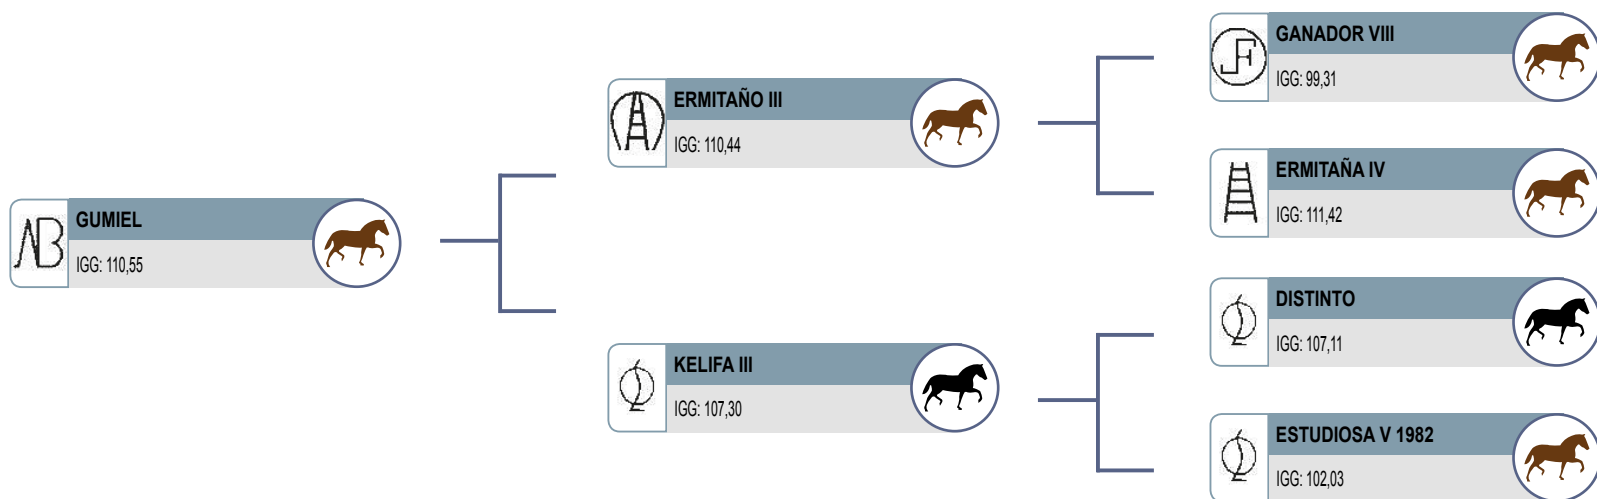 GUMIEL
IGG: 110,55
ERMITAÑO III
IGG: 110,44
KELIFA III
IGG: 107,30
GANADOR VIII
IGG: 99,31
ERMITAÑA IV
IGG: 111,42
DISTINTO
IGG: 107,11
ESTUDIOSA V 1982
IGG: 102,03